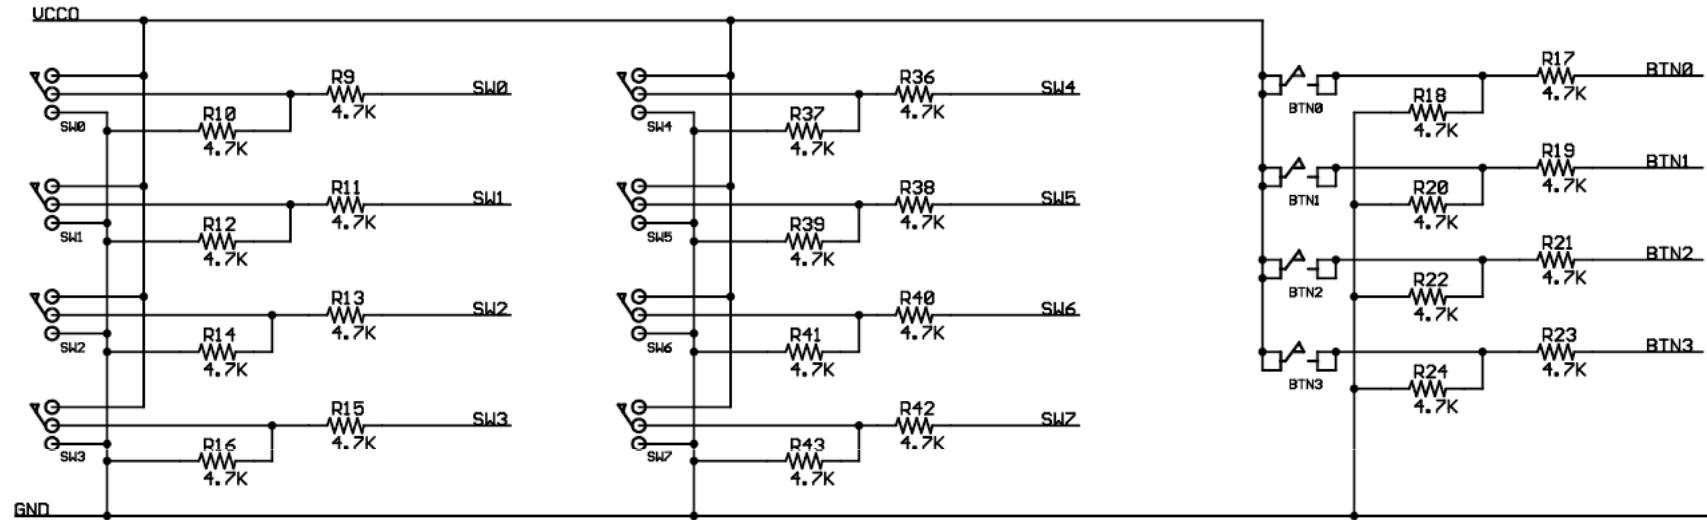 VCCO
R9
SW0
4.7K
R10
4.7K
SW0
R11
SW1
4.7K
R12
4.7K
SW1
R13
SW2
4.7K
R14
4.7K
SW2
R15
SW3
4.7K
R16
4.7K
SW3
R36
SW4
4.7K
R37
4.7K
SW4
R38
SW5
4.7K
R39
4.7K
SW5
R40
SW6
4.7K
R41
4.7K
SW6
R42
SW7
4.7K
R43
4.7K
SW7
R17
BTN0
4.7K
R18
4.7K
BTN0
R19
BTN1
4.7K
R20
4.7K
BTN1
R21
BTN2
4.7K
R22
4.7K
BTN2
R23
BTN3
4.7K
R24
4.7K
BTN3
GND